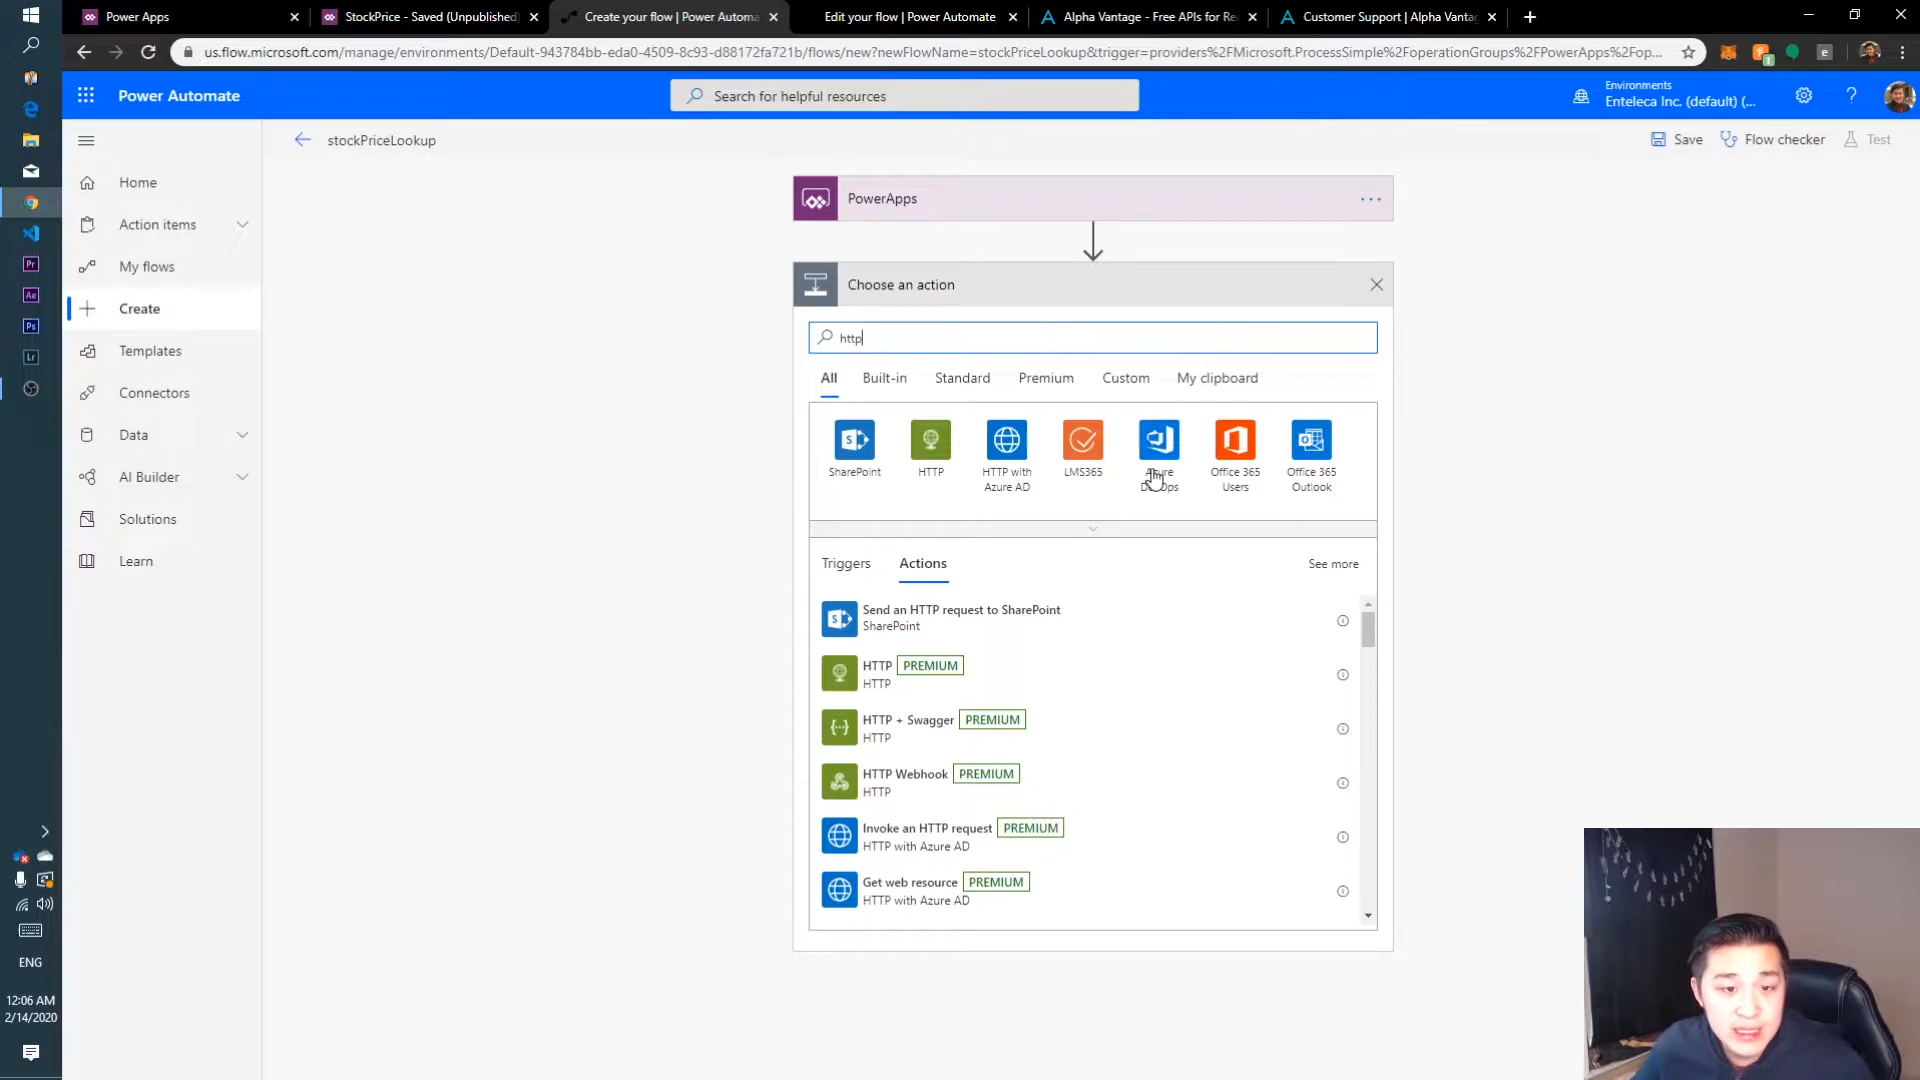 Power Apps
StockPrice - Saved (Unpublished)
Create your flow | Power Automa
Edit your flow | Power Automate
Alpha Vantage - Free APIs for Re
Customer Support | Alpha Vanta
us.flow.microsoft.com/manage/environments/Default-943784bb-eda0-4509-8c93-d88172fa721b/flows/new?newFlowName=stockPriceLookup&trigger=providers%2FMicrosoft.ProcessSimple%2FoperationGroups%2FPowerApps%2Fop...
Power Automate
Search for helpful resources
Environments
Enteleca Inc. (default) (...
stockPriceLookup
Save
Flow checker
Test
Home
Action items
My flows
Create
Templates
Connectors
Data
AI Builder
Solutions
Learn
PowerApps
Choose an action
http
All
Built-in
Standard
Premium
Custom
My clipboard
SharePoint
HTTP
HTTP with
Azure AD
LMS365
Office 365
Users
Office 365
Outlook
Triggers
Actions
See more
Send an HTTP request to SharePoint
SharePoint
HTTP PREMIUM
HTTP
HTTP + Swagger PREMIUM
HTTP
HTTP Webhook PREMIUM
HTTP
Invoke an HTTP request PREMIUM
HTTP with Azure AD
Get web resource PREMIUM
HTTP with Azure AD
Pr
Ae
Ps
Lr
ENG
12:06 AM
2/14/2020